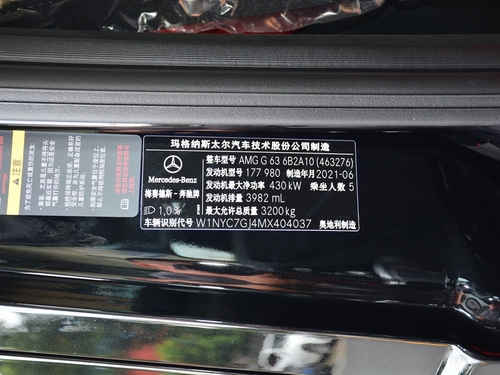 玛格纳斯太尔汽车技术股份公司制造
整车型号 AMG G 63 6B2A10 (463276)
发动机型号 177 980 制造年月 2021-06
Mercedes-Benz
发动机最大净功率 430 kW 乘坐人数 5
梅赛德斯-奔驰牌
发动机排量 3982 mL
1,0%
最大允许总质量 3200 kg
车辆识别代号 W1NYC7GJ4MX404037 奥地利制造